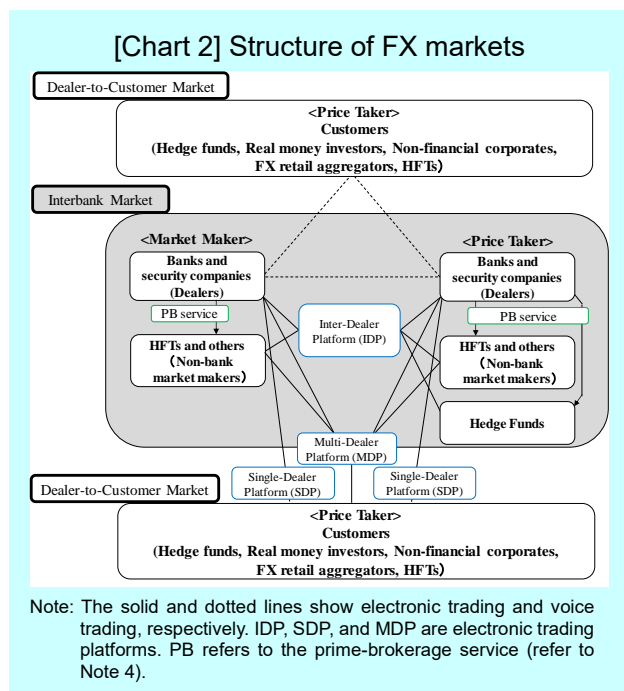 [Chart 2] Structure of FX markets
Dealer-to-Customer Market
<Price Taker>
Customers
(Hedge funds, Real money investors, Non-financial corporates,
FX retail aggregators, HFTs）
Interbank Market
<Market Maker>
Banks and
security companies
(Dealers)
PB service
HFTs and others
（Non-bank
market makers）
<Price Taker>
Banks and
security companies
(Dealers)
PB service
HFTs and others
（Non-bank
market makers）
Hedge Funds
Inter-Dealer
Platform (IDP)
Multi-Dealer
Platform (MDP)
Single-Dealer
Platform (SDP)
Single-Dealer
Platform (SDP)
Dealer-to-Customer Market
<Price Taker>
Customers
(Hedge funds, Real money investors, Non-financial corporates,
FX retail aggregators, HFTs）
Note: The solid and dotted lines show electronic trading and voice
trading, respectively. IDP, SDP, and MDP are electronic trading
platforms. PB refers to the prime-brokerage service (refer to
Note 4).